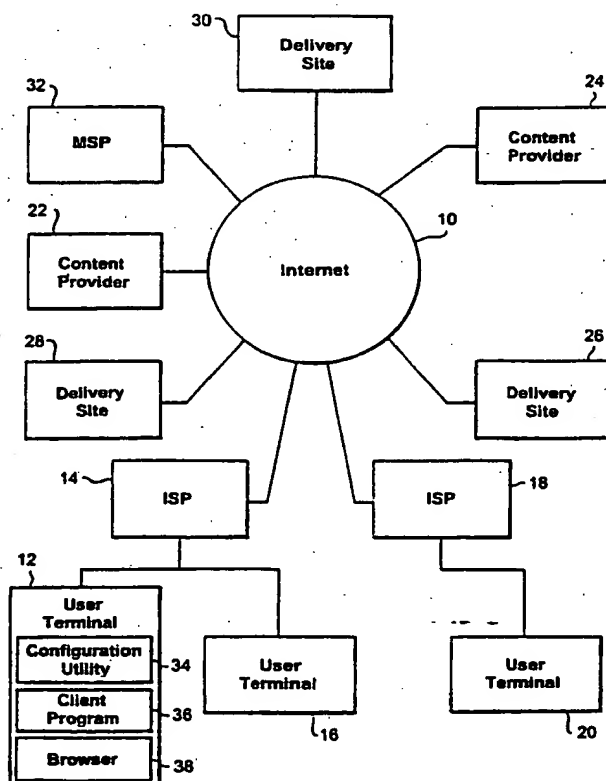 30
Delivery
Site
32
MSP
24
Content
Provider
22
Content
Provider
10
Internet
28
Delivery
Site
26
Delivery
Site
14
ISP
18
ISP
12
User
Terminal
Configuration
Utility
34
Client
Program
36
Browser
38
User
Terminal
16
User
Terminal
20